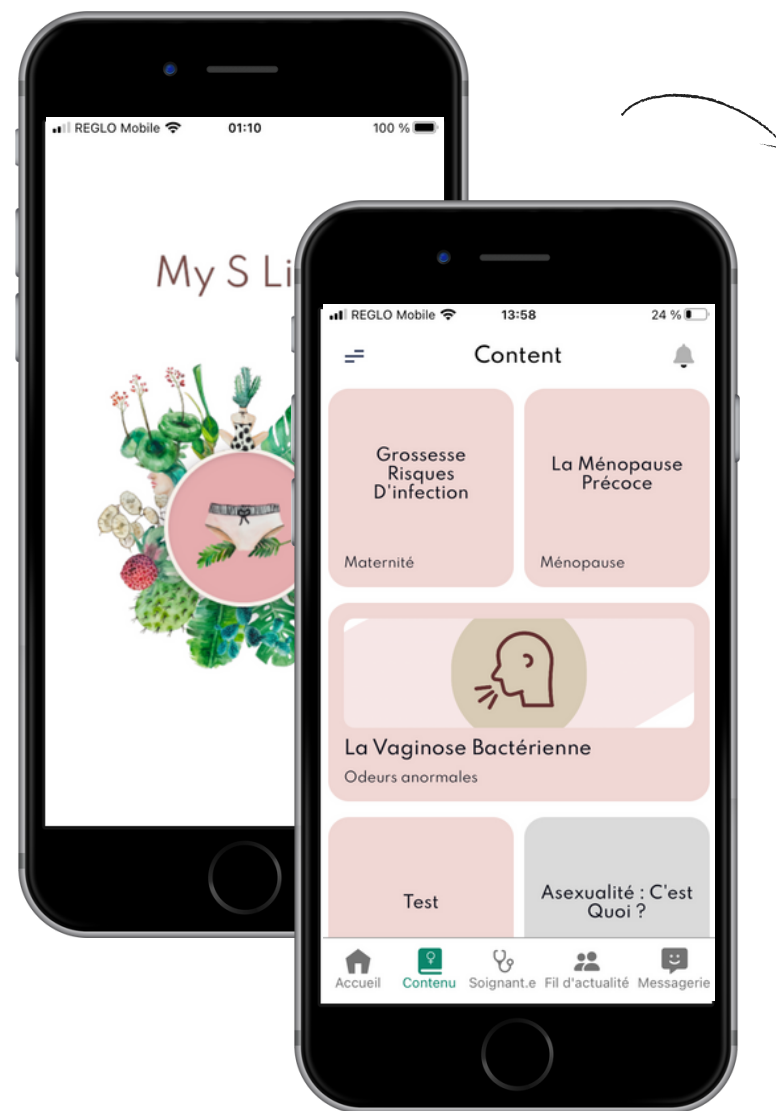 REGLO Mobile 01:10 100 %
My S Li
REGLO Mobile 13:58 24 %
Content
Grossesse
Risques
D'infection
Maternité
La Ménopause
Précoce
Ménopause
La Vaginose Bactérienne
Odeurs anormales
Test
Asexualité : C'est
Quoi ?
Accueil Contenu Soignant.e Fil d'actualité Messagerie